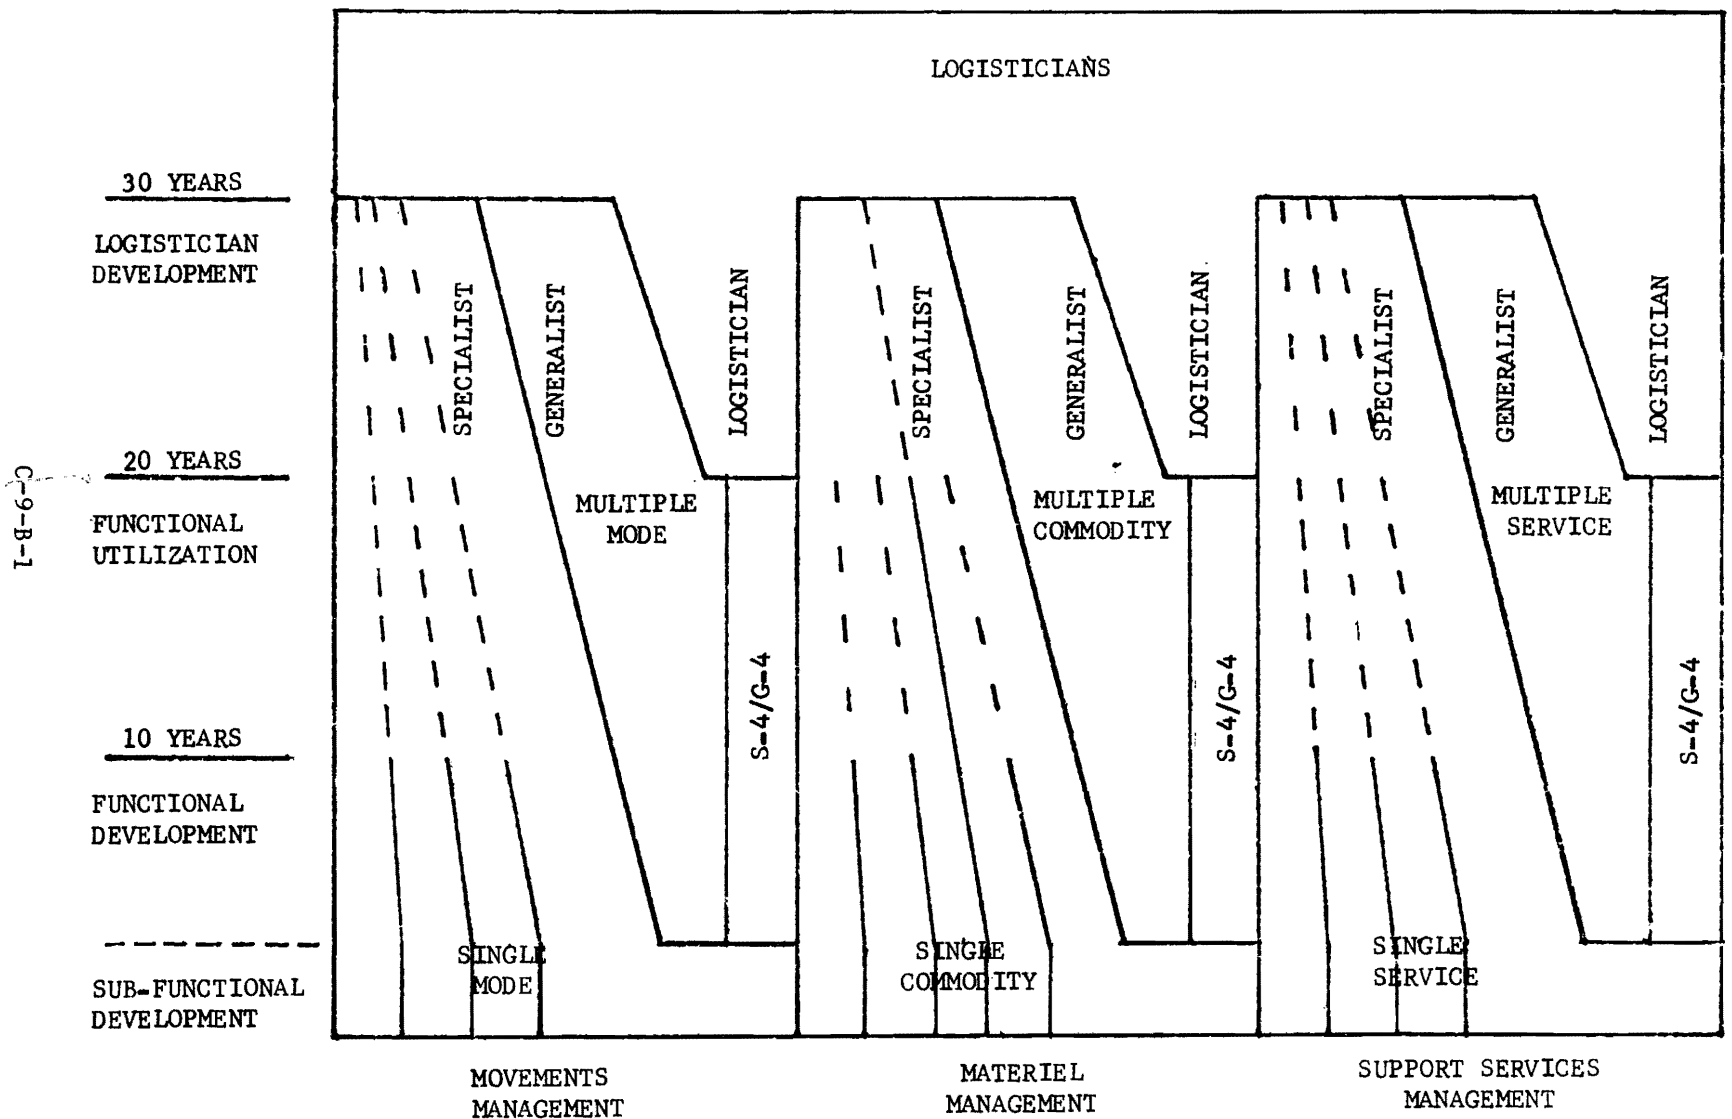 LOGISTICIANS
30 YEARS
LOGISTICIAN
DEVELOPMENT
20 YEARS
FUNCTIONAL
UTILIZATION
10 YEARS
FUNCTIONAL
DEVELOPMENT
SUB-FUNCTIONAL
DEVELOPMENT
C-9-B-1
SPECIALIST
GENERALIST
LOGISTICIAN
MULTIPLE
MODE
S-4/G-4
SINGLE
MODE
MOVEMENTS
MANAGEMENT
SPECIALIST
GENERALIST
LOGISTICIAN
MULTIPLE
COMMODITY
S-4/G-4
SINGLE
COMMODITY
MATERIEL
MANAGEMENT
SPECIALIST
GENERALIST
LOGISTICIAN
MULTIPLE
SERVICE
S-4/G-4
SINGLE
SERVICE
SUPPORT SERVICES
MANAGEMENT